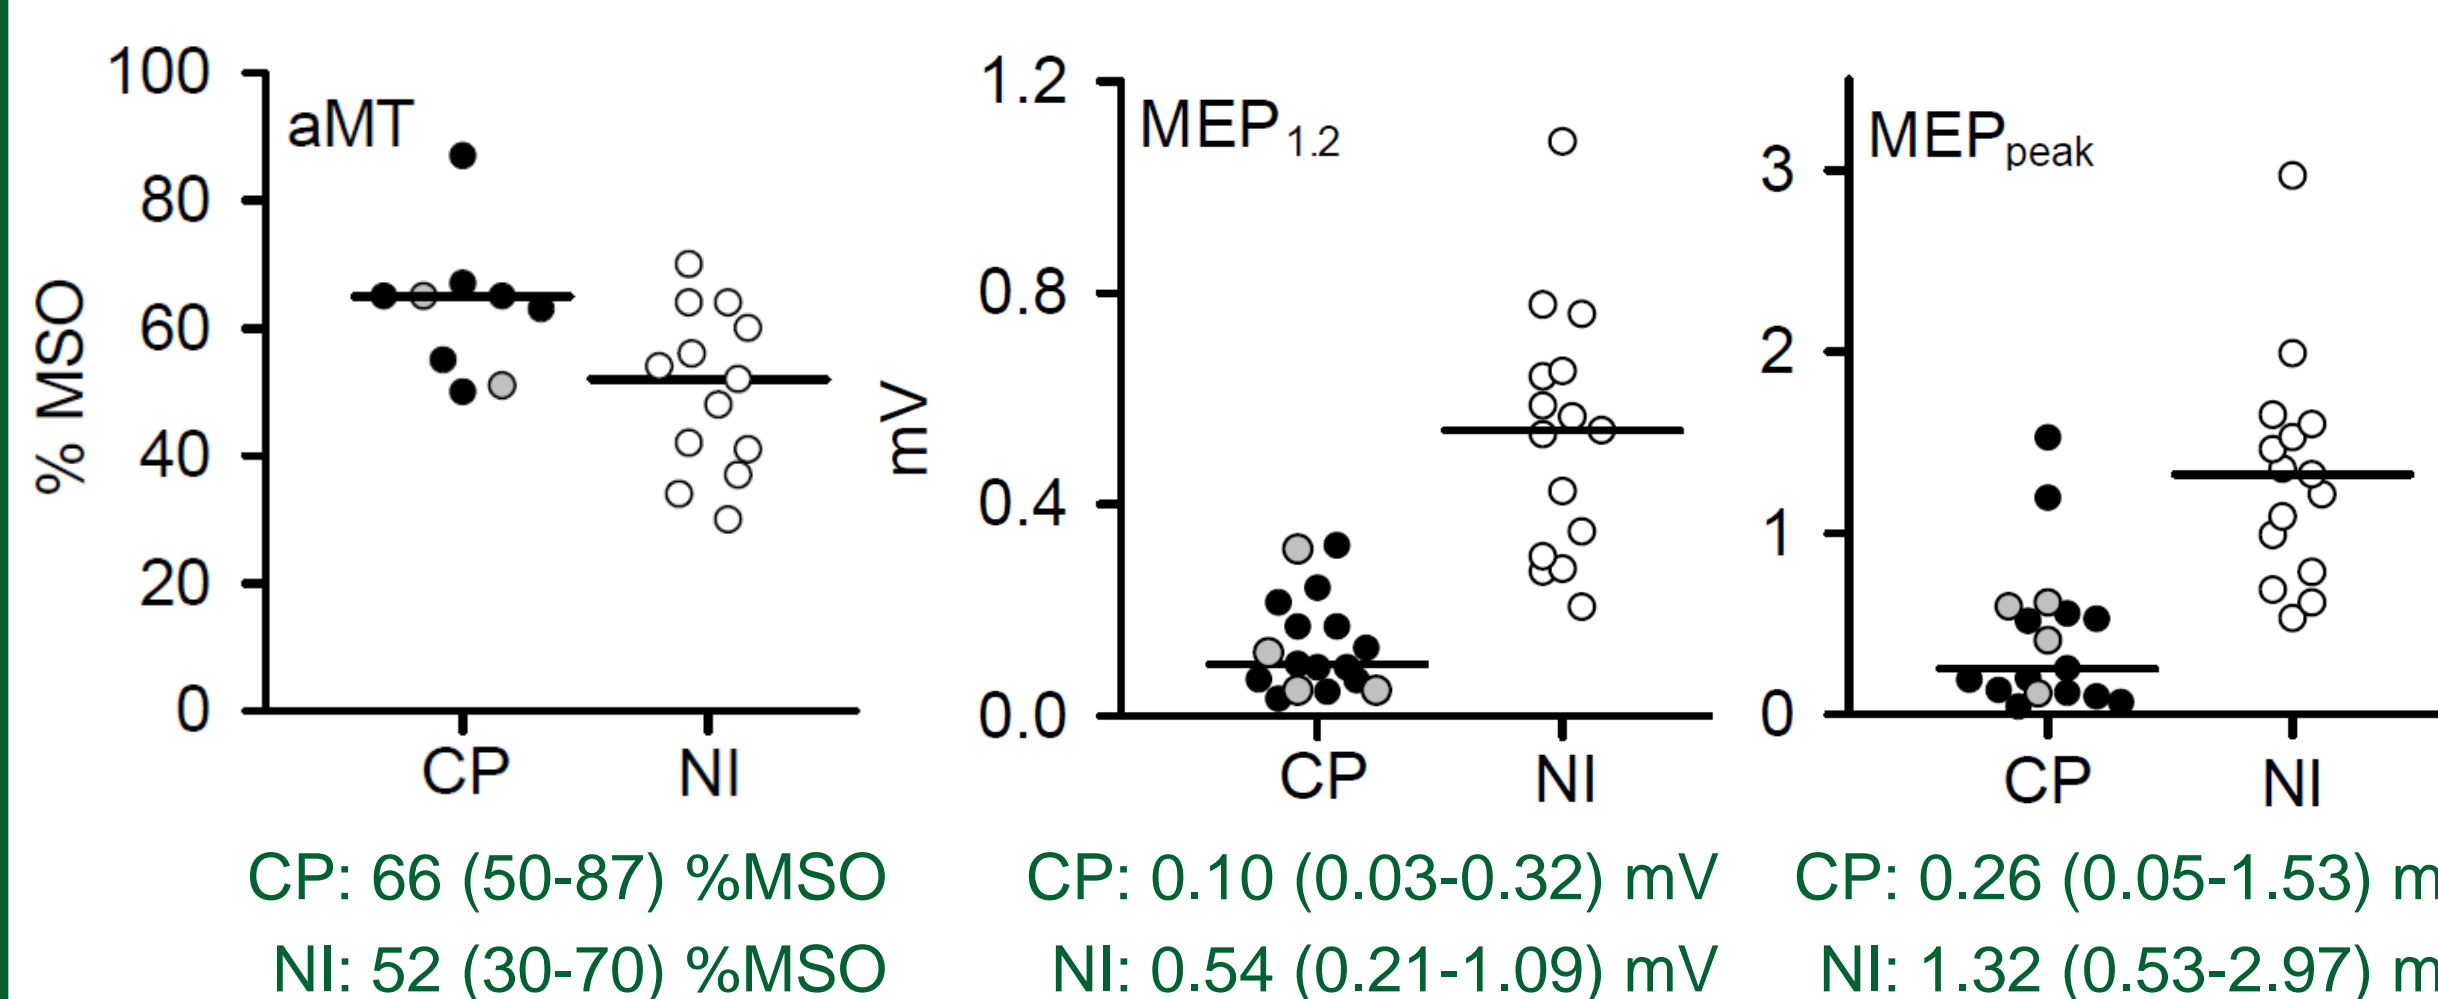 aMT
% MSO
100
80
60
40
20
0
CP NI
MEP1.2
mV
1.2
0.8
0.4
0.0
CP NI
MEPpeak
3
2
1
0
CP NI
CP: 66 (50-87) %MSO
NI: 52 (30-70) %MSO
CP: 0.10 (0.03-0.32) mV
NI: 0.54 (0.21-1.09) mV
CP: 0.26 (0.05-1.53) m
NI: 1.32 (0.53-2.97) m